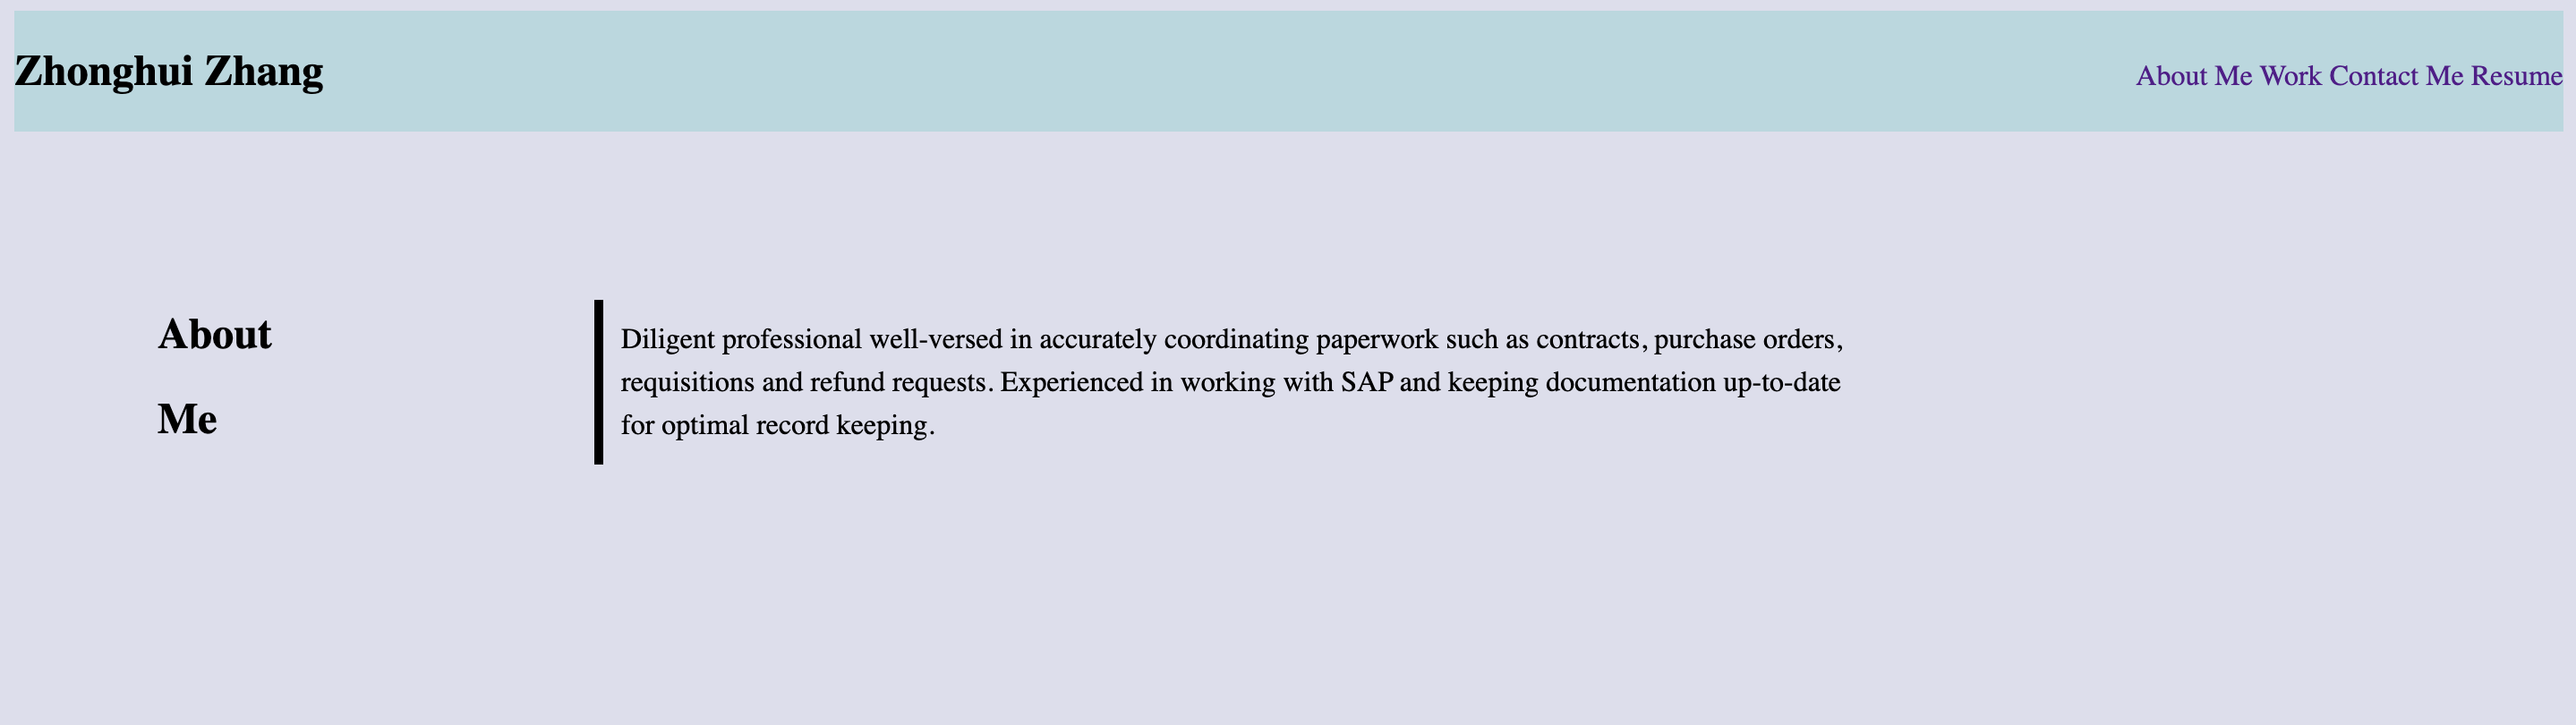 Zhonghui Zhang
About Me Work Contact Me Resume
About
Me
Diligent professional well-versed in accurately coordinating paperwork such as contracts, purchase orders,
requisitions and refund requests. Experienced in working with SAP and keeping documentation up-to-date
for optimal record keeping.